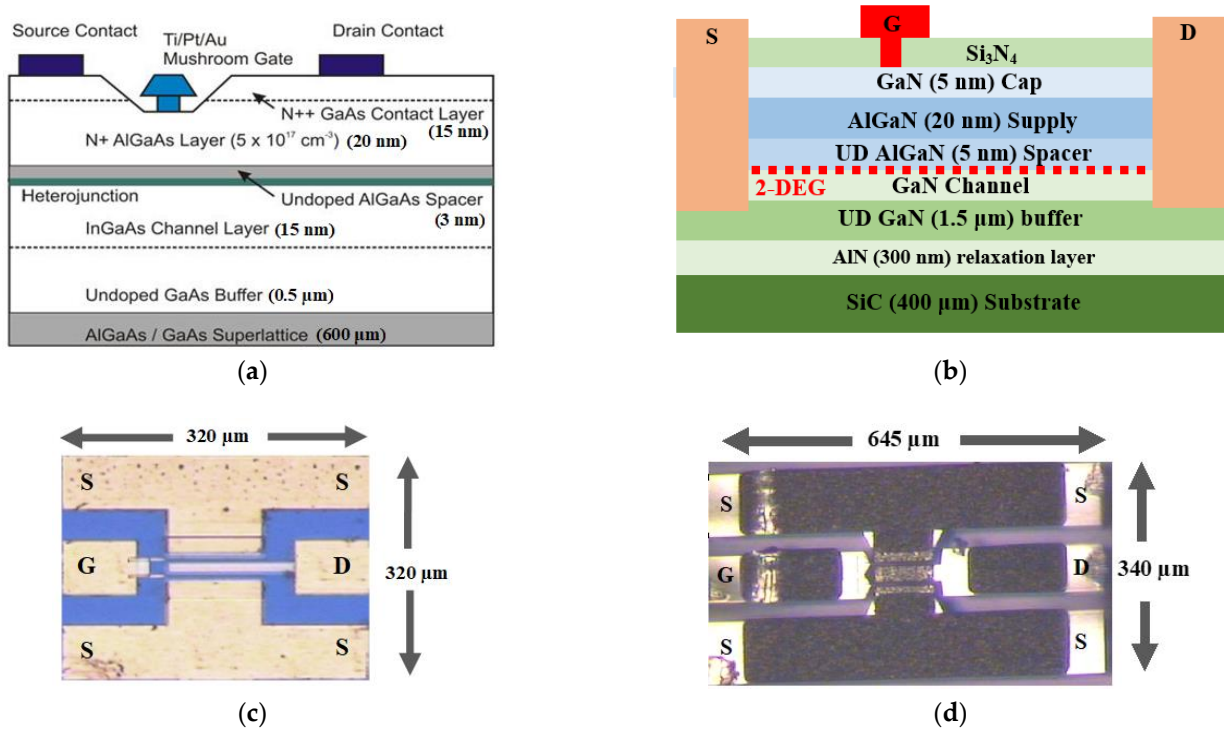 Source Contact
Ti/Pt/Au
Mushroom Gate
Drain Contact
N++ GaAs Contact Layer
(15 nm)
N+ AlGaAs Layer (5 x 10¹⁷ cm⁻³) (20 nm)
Heterojunction
Undoped AlGaAs Spacer
(3 nm)
InGaAs Channel Layer (15 nm)
Undoped GaAs Buffer (0.5 µm)
AlGaAs / GaAs Superlattice (600 µm)
(a)
S
G
D
Si₃N₄
GaN (5 nm) Cap
AlGaN (20 nm) Supply
UD AlGaN (5 nm) Spacer
2-DEG
GaN Channel
UD GaN (1.5 µm) buffer
AlN (300 nm) relaxation layer
SiC (400 µm) Substrate
(b)
320 µm
S S
G D
320 µm
S S
(c)
645 µm
S S
G D
340 µm
S S
(d)